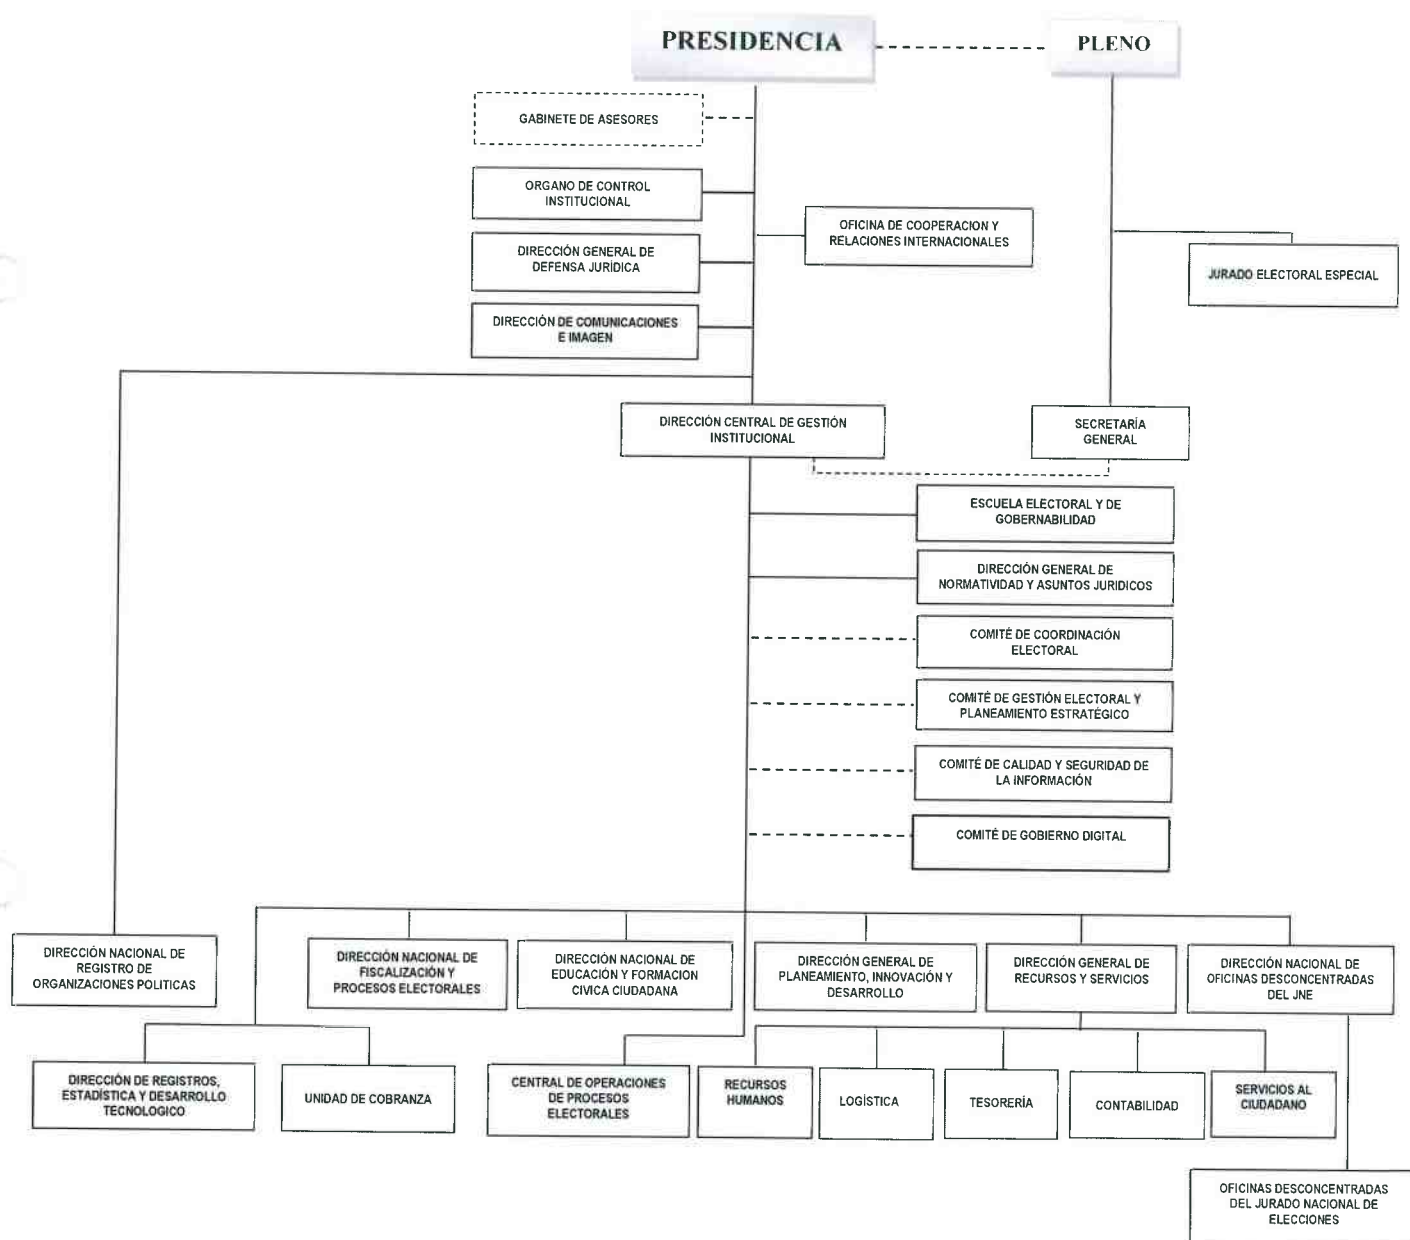 PRESIDENCIA
PLENO
GABINETE DE ASESORES
ORGANO DE CONTROL
INSTITUCIONAL
OFICINA DE COOPERACION Y
RELACIONES INTERNACIONALES
DIRECCIÓN GENERAL DE
DEFENSA JURÍDICA
JURADO ELECTORAL ESPECIAL
DIRECCIÓN DE COMUNICACIONES
E IMAGEN
DIRECCIÓN CENTRAL DE GESTIÓN
INSTITUCIONAL
SECRETARÍA
GENERAL
ESCUELA ELECTORAL Y DE
GOBERNABILIDAD
DIRECCIÓN GENERAL DE
NORMATIVIDAD Y ASUNTOS JURIDICOS
COMITÉ DE COORDINACIÓN
ELECTORAL
COMITÉ DE GESTIÓN ELECTORAL Y
PLANEAMIENTO ESTRATÉGICO
COMITÉ DE CALIDAD Y SEGURIDAD DE
LA INFORMACIÓN
COMITÉ DE GOBIERNO DIGITAL
DIRECCIÓN NACIONAL DE
REGISTRO DE
ORGANIZACIONES POLITICAS
DIRECCIÓN NACIONAL DE
FISCALIZACIÓN Y
PROCESOS ELECTORALES
DIRECCIÓN NACIONAL DE
EDUCACIÓN Y FORMACION
CIVICA CIUDADANA
DIRECCIÓN GENERAL DE
PLANEAMIENTO, INNOVACIÓN Y
DESARROLLO
DIRECCIÓN GENERAL DE
RECURSOS Y SERVICIOS
DIRECCIÓN NACIONAL DE
OFICINAS DESCONCENTRADAS
DEL JNE
DIRECCIÓN DE REGISTROS,
ESTADÍSTICA Y DESARROLLO
TECNOLOGICO
UNIDAD DE COBRANZA
CENTRAL DE OPERACIONES
DE PROCESOS
ELECTORALES
RECURSOS
HUMANOS
LOGÍSTICA
TESORERÍA
CONTABILIDAD
SERVICIOS AL
CIUDADANO
OFICINAS DESCONCENTRADAS
DEL JURADO NACIONAL DE
ELECCIONES